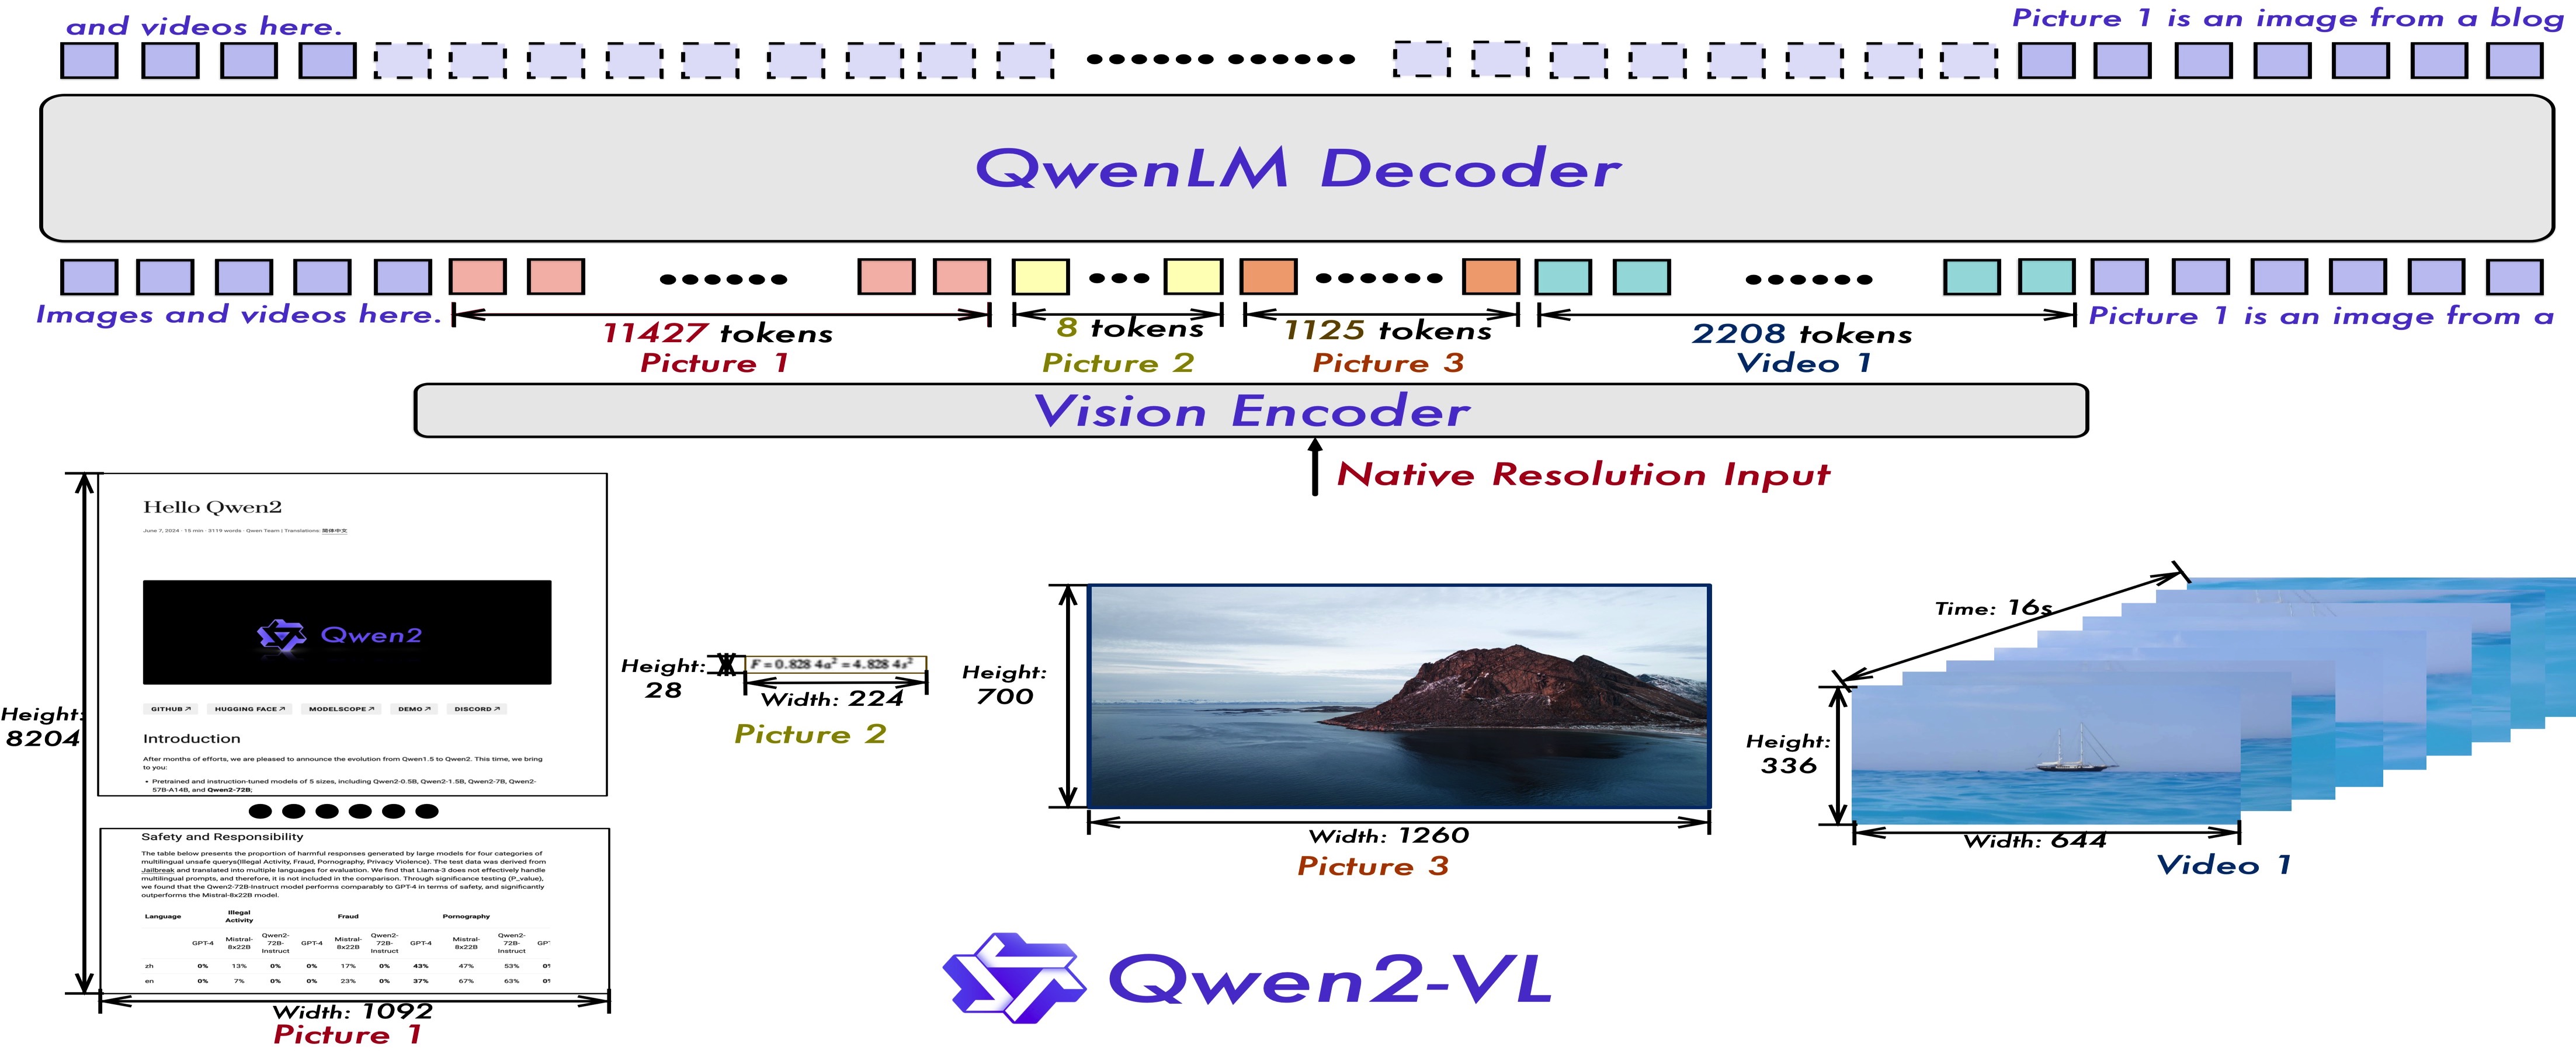 and videos here.
Picture 1 is an image from a blog
QwenLM Decoder
Images and videos here.
11427 tokens
Picture 1
8 tokens
Picture 2
1125 tokens
Picture 3
2208 tokens
Video 1
Picture 1 is an image from a
Vision Encoder
Native Resolution Input
Height:
8204
Hello Qwen2
June 7, 2024 · 15 min · 3119 words · Qwen Team | Translations: 简体中文
Qwen2
GITHUB↗ HUGGING FACE↗ MODELSCOPE↗ DEMO↗ DISCORD↗
Introduction
After months of efforts, we are pleased to announce the evolution from Qwen1.5 to Qwen2. This time, we bring
to you:
• Pretrained and instruction-tuned models of 5 sizes, including Qwen2-0.5B, Qwen2-1.5B, Qwen2-7B, Qwen2-
57B-A14B, and Qwen2-72B;
Safety and Responsibility
The table below presents the proportion of harmful responses generated by large models for four categories of
multilingual unsafe querys(Illegal Activity, Fraud, Pornography, Privacy Violence). The test data was derived from
Jailbreak and translated into multiple languages for evaluation. We find that Llama-3 does not effectively handle
multilingual prompts, and therefore, it is not included in the comparison. Through significance testing (P_value),
we found that the Qwen2-72B-Instruct model performs comparably to GPT-4 in terms of safety, and significantly
outperforms the Mistral-8x22B model.
Language Illegal Activity Fraud Pornography
GPT-4 Mistral-8x22B Qwen2-72B-Instruct GPT-4 Mistral-8x22B Qwen2-72B-Instruct GPT-4 Mistral-8x22B Qwen2-72B-Instruct
zh 0% 13% 0% 0% 17% 0% 43% 47% 53%
en 0% 7% 0% 0% 23% 0% 37% 67% 63%
Width: 1092
Picture 1
Height:
28
F = 0.828 4a² = 4.828 4s²
Width: 224
Picture 2
Height:
700
Width: 1260
Picture 3
Time: 16s
Height:
336
Width: 644
Video 1
Qwen2-VL